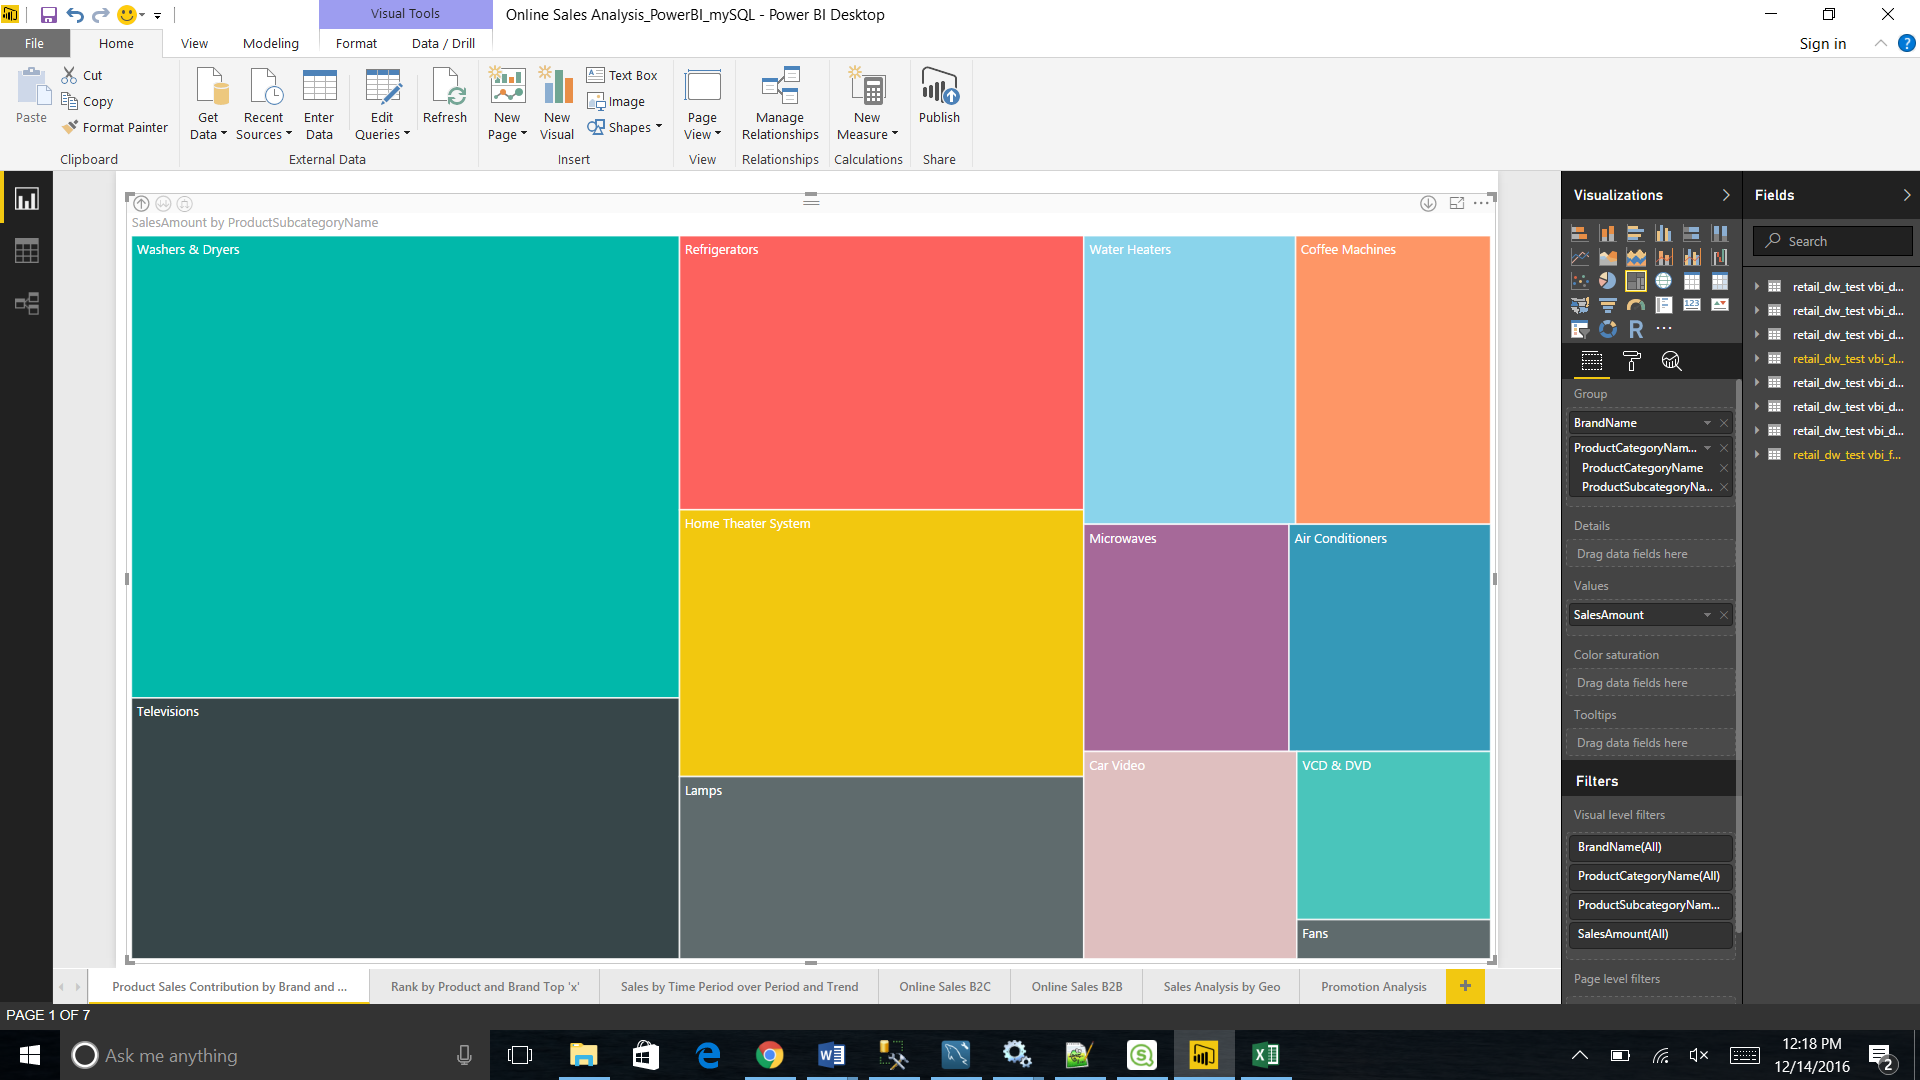 Visual Tools
Online Sales Analysis_PowerBI_mySQL - Power BI Desktop
File
Home
View
Modeling
Format
Data / Drill
Sign in
?
Paste
Cut
Copy
Format Painter
Clipboard
Get Data
Recent Sources
Enter Data
Edit Queries
Refresh
External Data
New Page
New Visual
Text Box
Image
Shapes
Insert
Page View
View
Manage Relationships
Relationships
New Measure
Calculations
Publish
Share
SalesAmount by ProductSubcategoryName
Washers & Dryers
Refrigerators
Water Heaters
Coffee Machines
Home Theater System
Microwaves
Air Conditioners
Televisions
Lamps
Car Video
VCD & DVD
Fans
Visualizations
123
R
Group
BrandName
ProductCategoryNam...
ProductCategoryName
ProductSubcategoryNa...
Details
Drag data fields here
Values
SalesAmount
Color saturation
Drag data fields here
Tooltips
Drag data fields here
Filters
Visual level filters
BrandName(All)
ProductCategoryName(All)
ProductSubcategoryNam...
SalesAmount(All)
Page level filters
Fields
Search
retail_dw_test vbi_d...
retail_dw_test vbi_d...
retail_dw_test vbi_d...
retail_dw_test vbi_d...
retail_dw_test vbi_d...
retail_dw_test vbi_d...
retail_dw_test vbi_d...
retail_dw_test vbi_f...
Product Sales Contribution by Brand and ...
Rank by Product and Brand Top 'x'
Sales by Time Period over Period and Trend
Online Sales B2C
Online Sales B2B
Sales Analysis by Geo
Promotion Analysis
+
PAGE 1 OF 7
Ask me anything
12:18 PM
12/14/2016
2